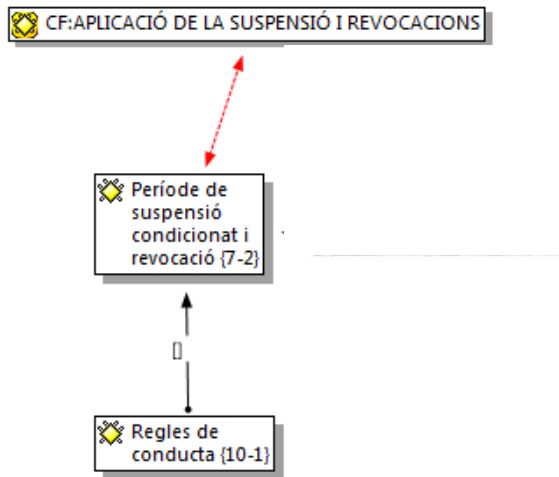 CF:APLICACIÓ DE LA SUSPENSIÓ I REVOCACIONS
Període de
suspensió
condicionat i
revocació {7-2}
[]
Regles de
conducta {10-1}